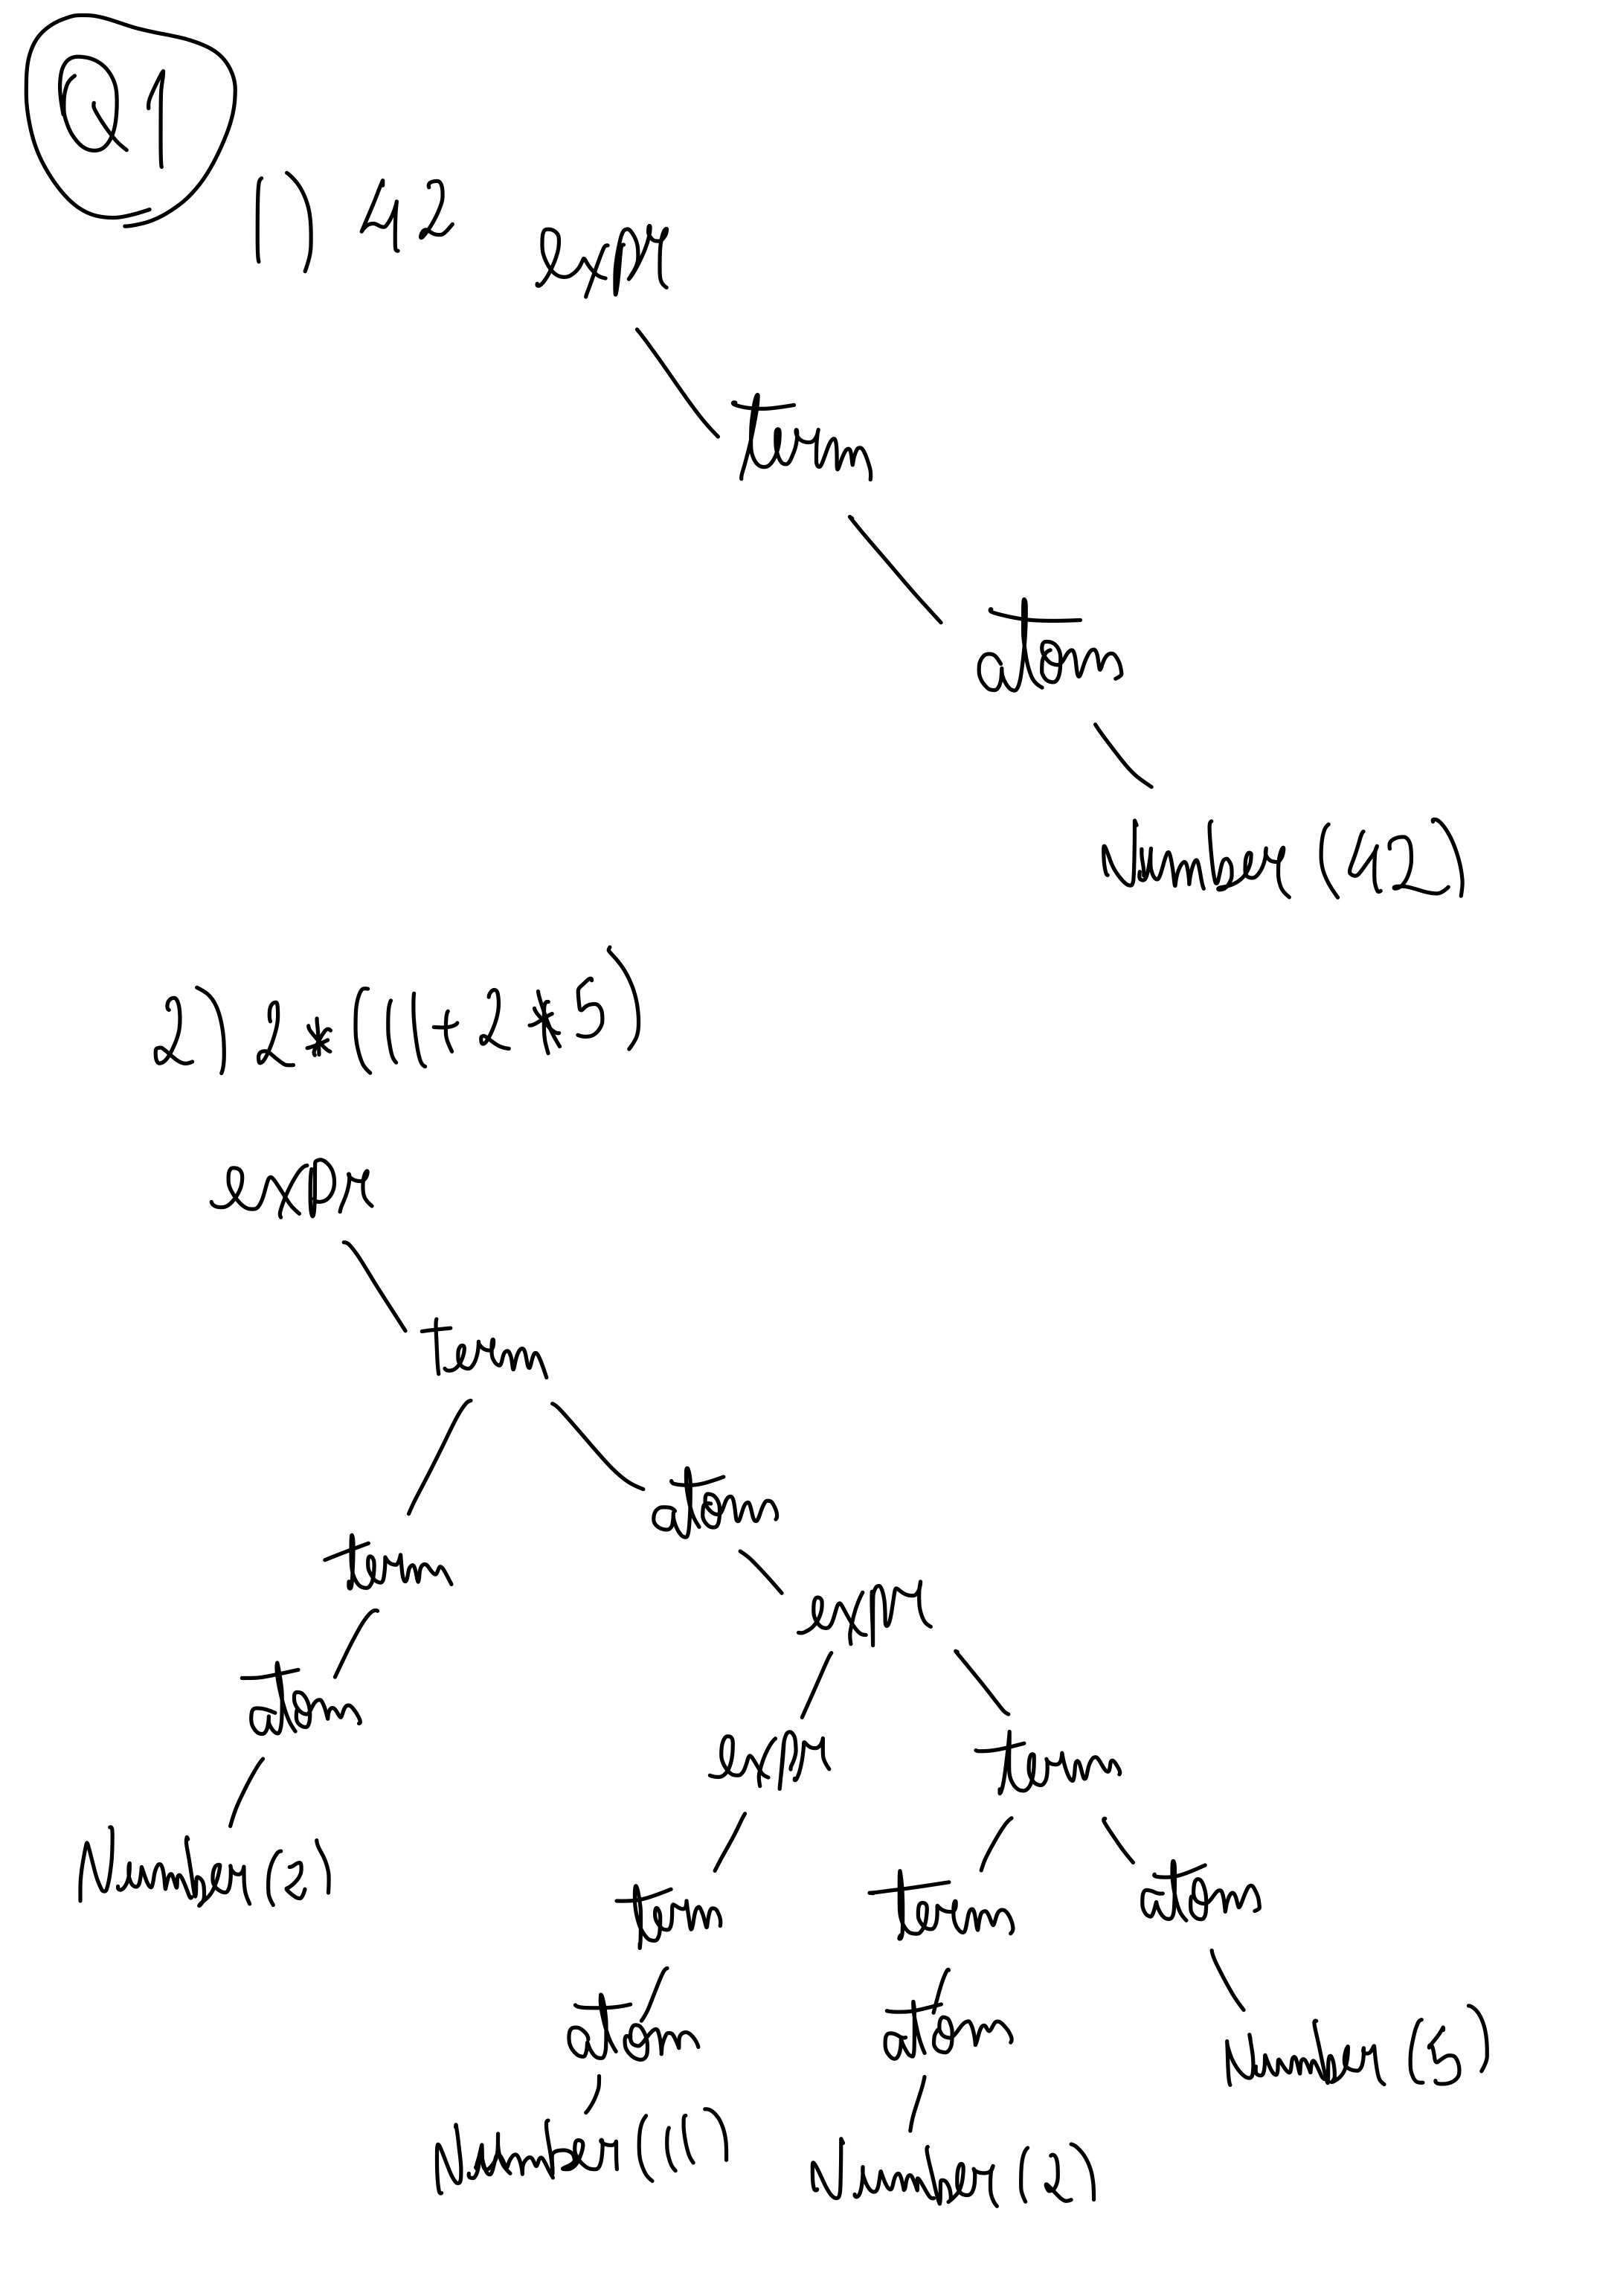 Q1
1) 42
expr
term
atom
Number (42)
2) 2*(11+2*5)
expr
term
term atom
atom expr
Number(2) expr term
term term atom
atom atom Number (5)
Number (11) Number (2)